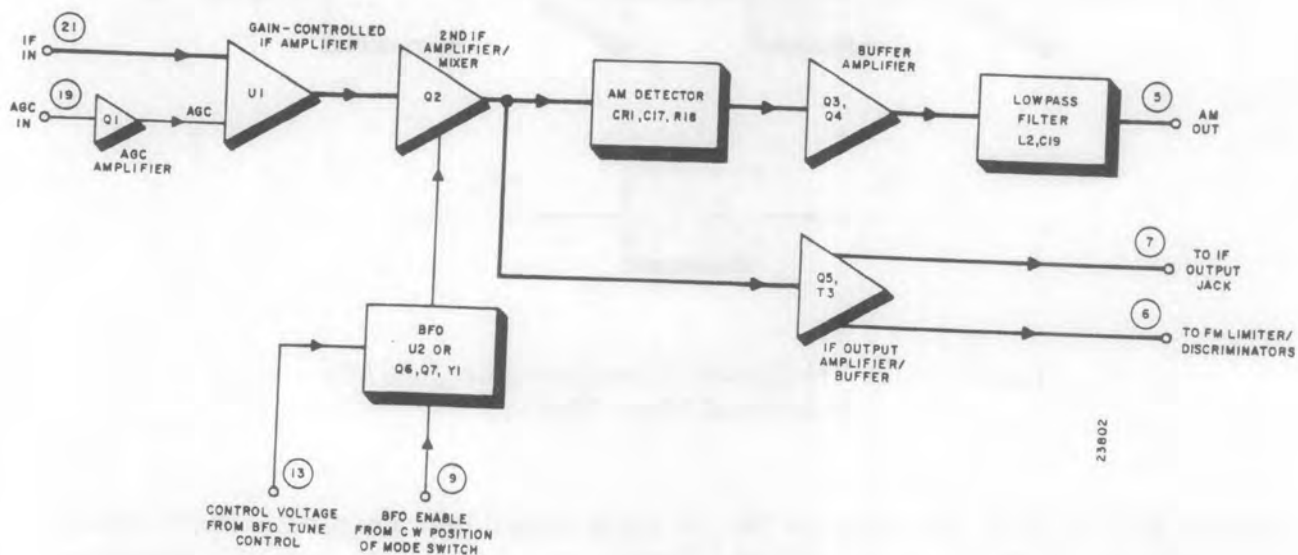 21
IF
IN
19
AGC
IN
Q1
AGC
AMPLIFIER
AGC
GAIN-CONTROLLED
IF AMPLIFIER
U1
2ND IF
AMPLIFIER/
MIXER
Q2
AM DETECTOR
CR1,C17,R18
BUFFER
AMPLIFIER
Q3,
Q4
LOWPASS
FILTER
L2,C19
5
AM
OUT
Q5,
T3
IF OUTPUT
AMPLIFIER/
BUFFER
7
TO IF
OUTPUT
JACK
6
TO FM LIMITER/
DISCRIMINATORS
BFO
U2 OR
Q6,Q7,Y1
13
CONTROL VOLTAGE
FROM BFO TUNE
CONTROL
9
BFO ENABLE
FROM CW POSITION
OF MODE SWITCH
23802